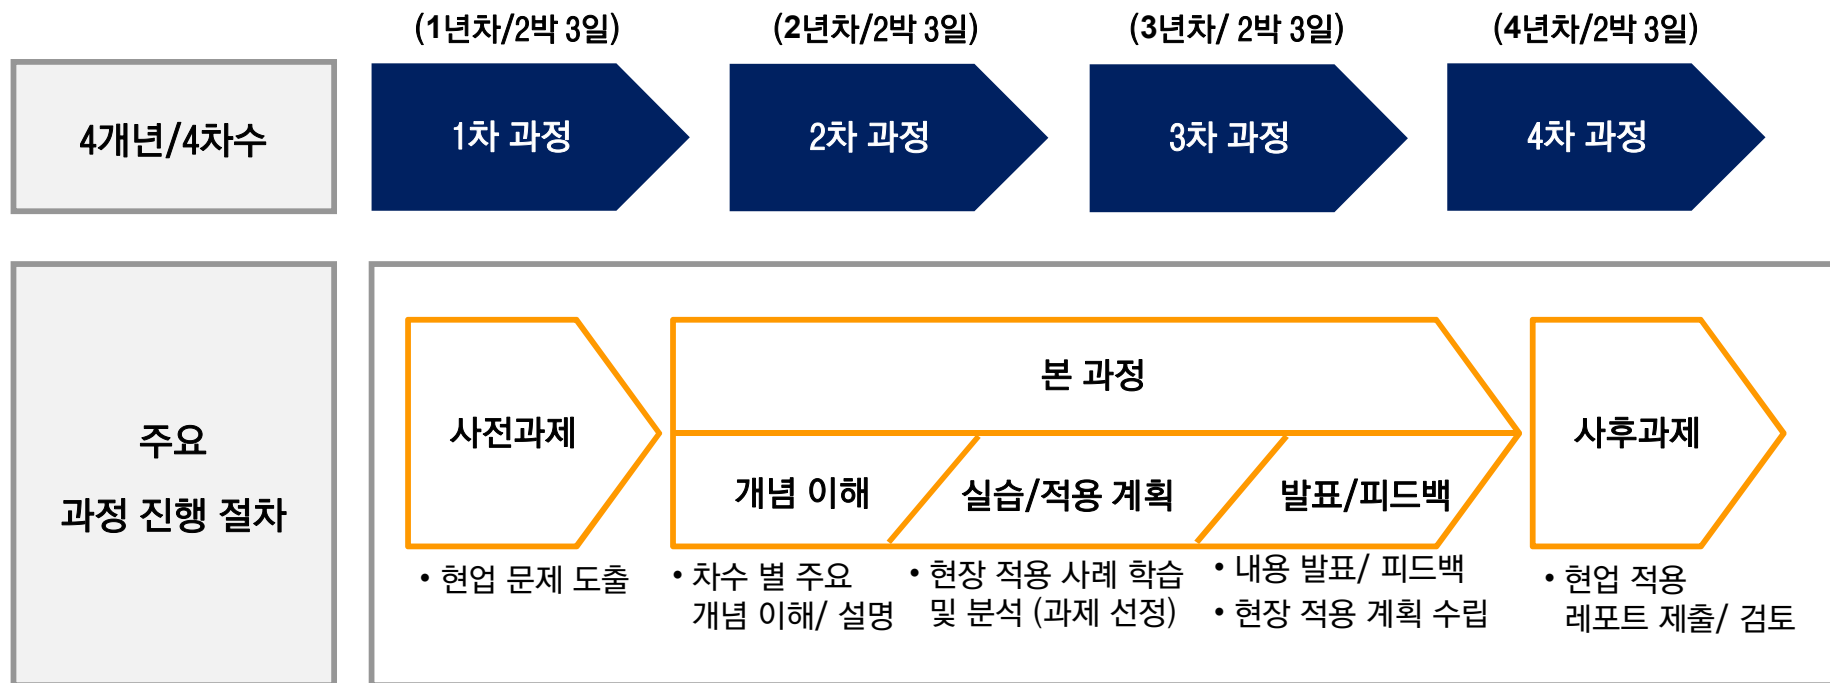 (1년차/2박 3일)
(2년차/2박 3일)
(3년차/ 2박 3일)
(4년차/2박 3일)
4개년/4차수
1차 과정
2차 과정
3차 과정
4차 과정
주요
과정 진행 절차
사전과제
• 현업 문제 도출
본 과정
개념 이해
• 차수 별 주요
개념 이해/ 설명
실습/적용 계획
• 현장 적용 사례 학습
및 분석 (과제 선정)
발표/피드백
• 내용 발표/ 피드백
• 현장 적용 계획 수립
사후과제
• 현업 적용
레포트 제출/ 검토